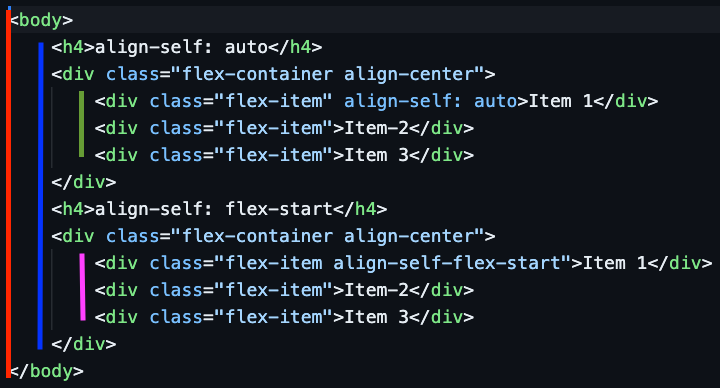 <body>
<h4>align-self: auto</h4>
<div class="flex-container align-center">
<div class="flex-item" align-self: auto>Item 1</div>
<div class="flex-item">Item-2</div>
<div class="flex-item">Item 3</div>
</div>
<h4>align-self: flex-start</h4>
<div class="flex-container align-center">
<div class="flex-item align-self-flex-start">Item 1</div>
<div class="flex-item">Item-2</div>
<div class="flex-item">Item 3</div>
</div>
</body>